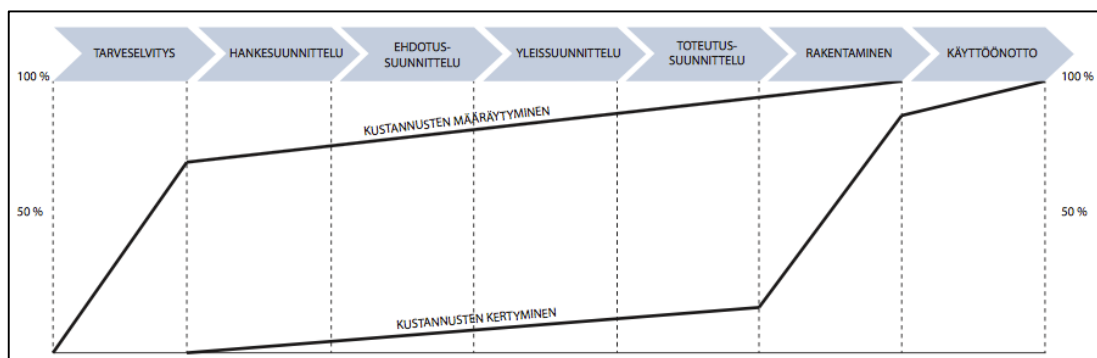 TARVESELVITYS
HANKESUUNNITTELU
EHDOTUS-
SUUNNITTELU
YLEISSUUNNITTELU
TOTEUTUS-
SUUNNITTELU
RAKENTAMINEN
KÄYTTÖÖNOTTO
100 %
100 %
KUSTANNUSTEN MÄÄRÄYTYMINEN
50 %
50 %
KUSTANNUSTEN KERTYMINEN